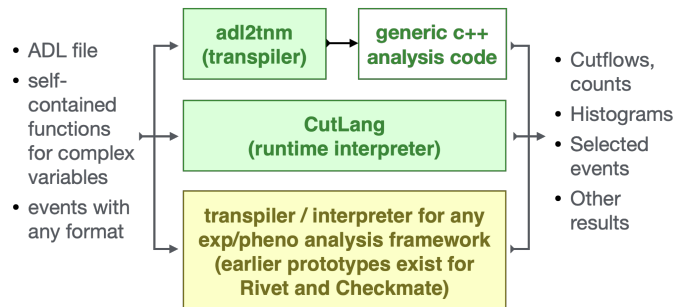 • ADL file
• self-
contained
functions
for complex
variables
• events with
any format
adl2tnm
(transpiler)
generic c++
analysis code
CutLang
(runtime interpreter)
transpiler / interpreter for any
exp/pheno analysis framework
(earlier prototypes exist for
Rivet and Checkmate)
• Cutflows,
counts
• Histograms
• Selected
events
• Other
results